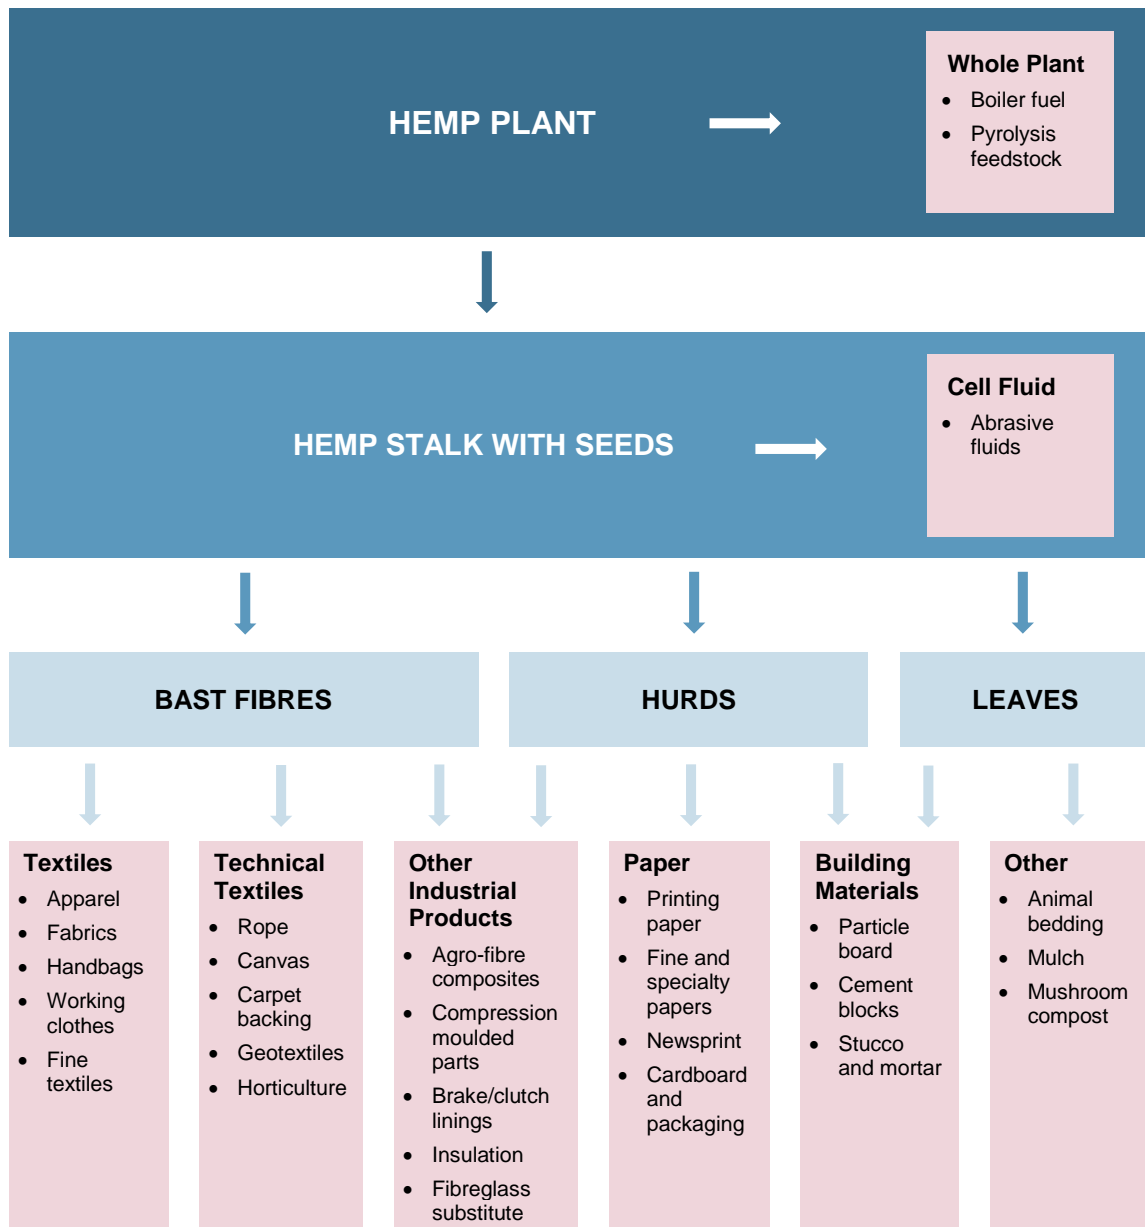 HEMP PLANT
Whole Plant
• Boiler fuel
• Pyrolysis
feedstock
HEMP STALK WITH SEEDS
Cell Fluid
• Abrasive
fluids
BAST FIBRES
HURDS
LEAVES
Textiles
• Apparel
• Fabrics
• Handbags
• Working
clothes
• Fine
textiles
Technical
Textiles
• Rope
• Canvas
• Carpet
backing
• Geotextiles
• Horticulture
Other
Industrial
Products
• Agro-fibre
composites
• Compression
moulded
parts
• Brake/clutch
linings
• Insulation
• Fibreglass
substitute
Paper
• Printing
paper
• Fine and
specialty
papers
• Newsprint
• Cardboard
and
packaging
Building
Materials
• Particle
board
• Cement
blocks
• Stucco
and mortar
Other
• Animal
bedding
• Mulch
• Mushroom
compost